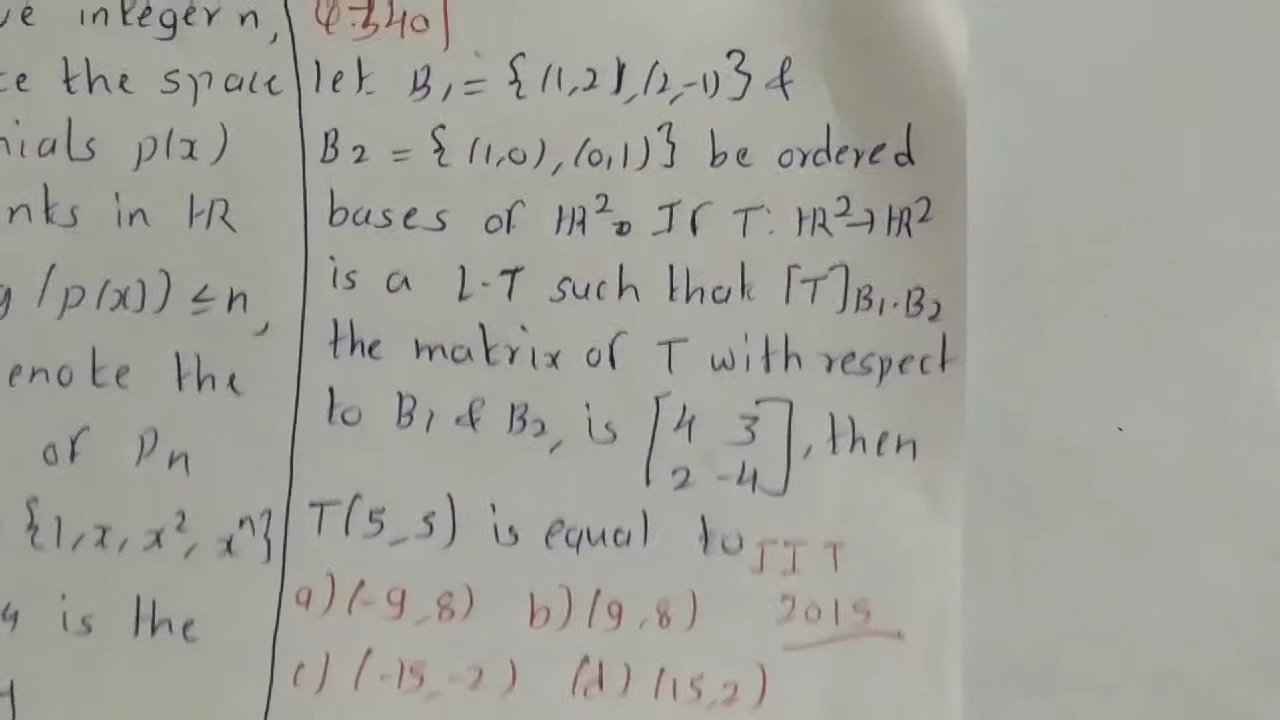 ve integer n,
ce the space
nials p(x)
nts in IR
g (p(x)) ≤ n,
enote the
of Pn
{1, x, x², xⁿ}
4 is the
Q.340]
let B₁ = {(1,2), (2,-1)} &
B₂ = {(1,0), (0,1)} be ordered
bases of IR². If T: IR² → IR²
is a L.T such that [T]B₁.B₂
the matrix of T with respect
to B₁ & B₂, is [4 3
2 -4], then
T(5,5) is equal to IIT
2015
a) (-9,8) b) (9,8)
c) (-15,-2) (d) (15,2)